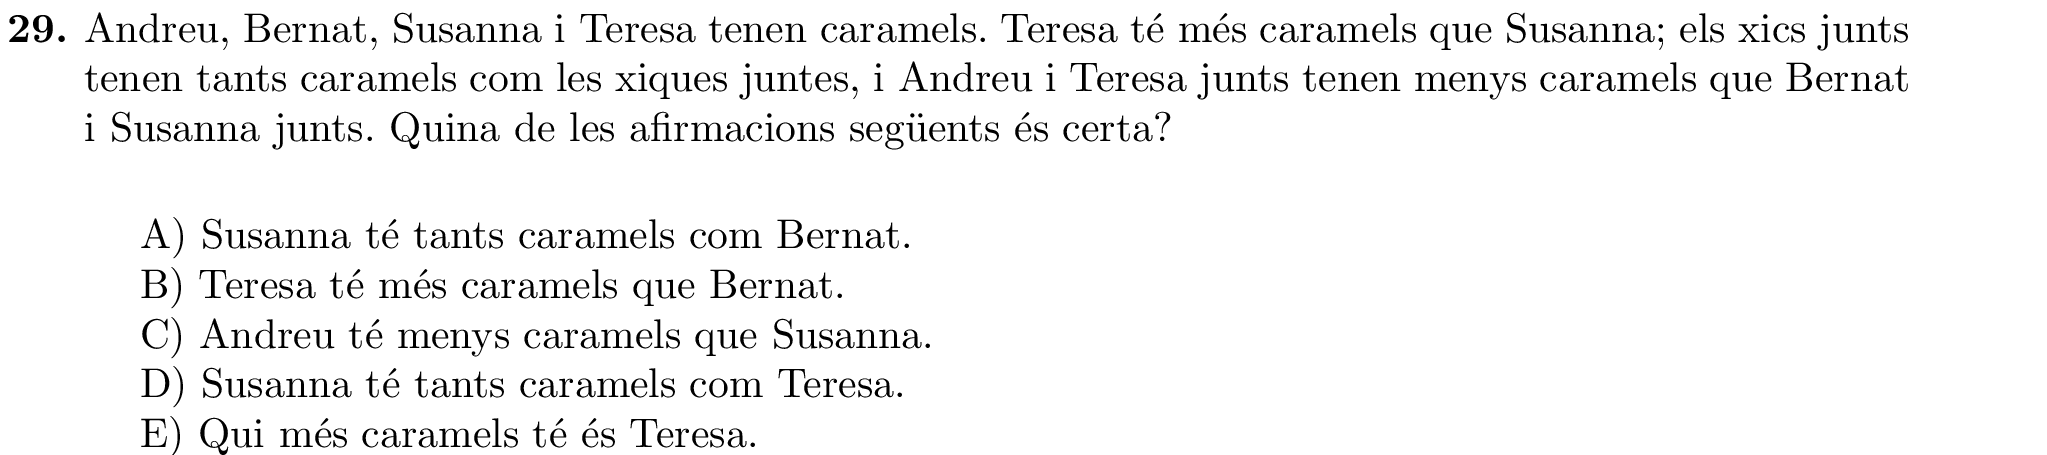 29. Andreu, Bernat, Susanna i Teresa tenen caramels. Teresa té més caramels que Susanna; els xics junts
tenen tants caramels com les xiques juntes, i Andreu i Teresa junts tenen menys caramels que Bernat
i Susanna junts. Quina de les afirmacions següents és certa?
A) Susanna té tants caramels com Bernat.
B) Teresa té més caramels que Bernat.
C) Andreu té menys caramels que Susanna.
D) Susanna té tants caramels com Teresa.
E) Qui més caramels té és Teresa.